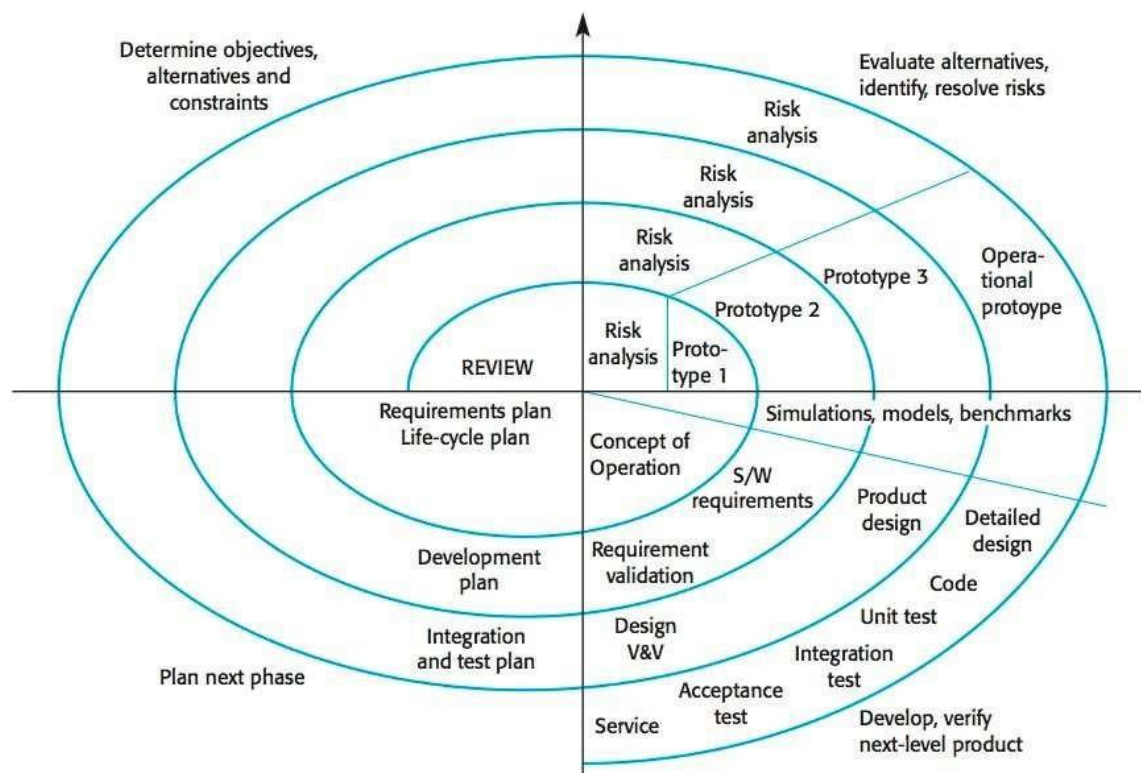 Determine objectives,
alternatives and
constraints
Evaluate alternatives,
identify, resolve risks
Risk
analysis
Risk
analysis
Risk
analysis
Opera-
tional
protoype
Prototype 3
Prototype 2
Risk
analysis
Proto-
type 1
REVIEW
Requirements plan
Life-cycle plan
Simulations, models, benchmarks
Concept of
Operation
S/W
requirements
Product
design
Detailed
design
Development
plan
Requirement
validation
Code
Unit test
Integration
and test plan
Design
V&V
Integration
test
Plan next phase
Acceptance
test
Service
Develop, verify
next-level product